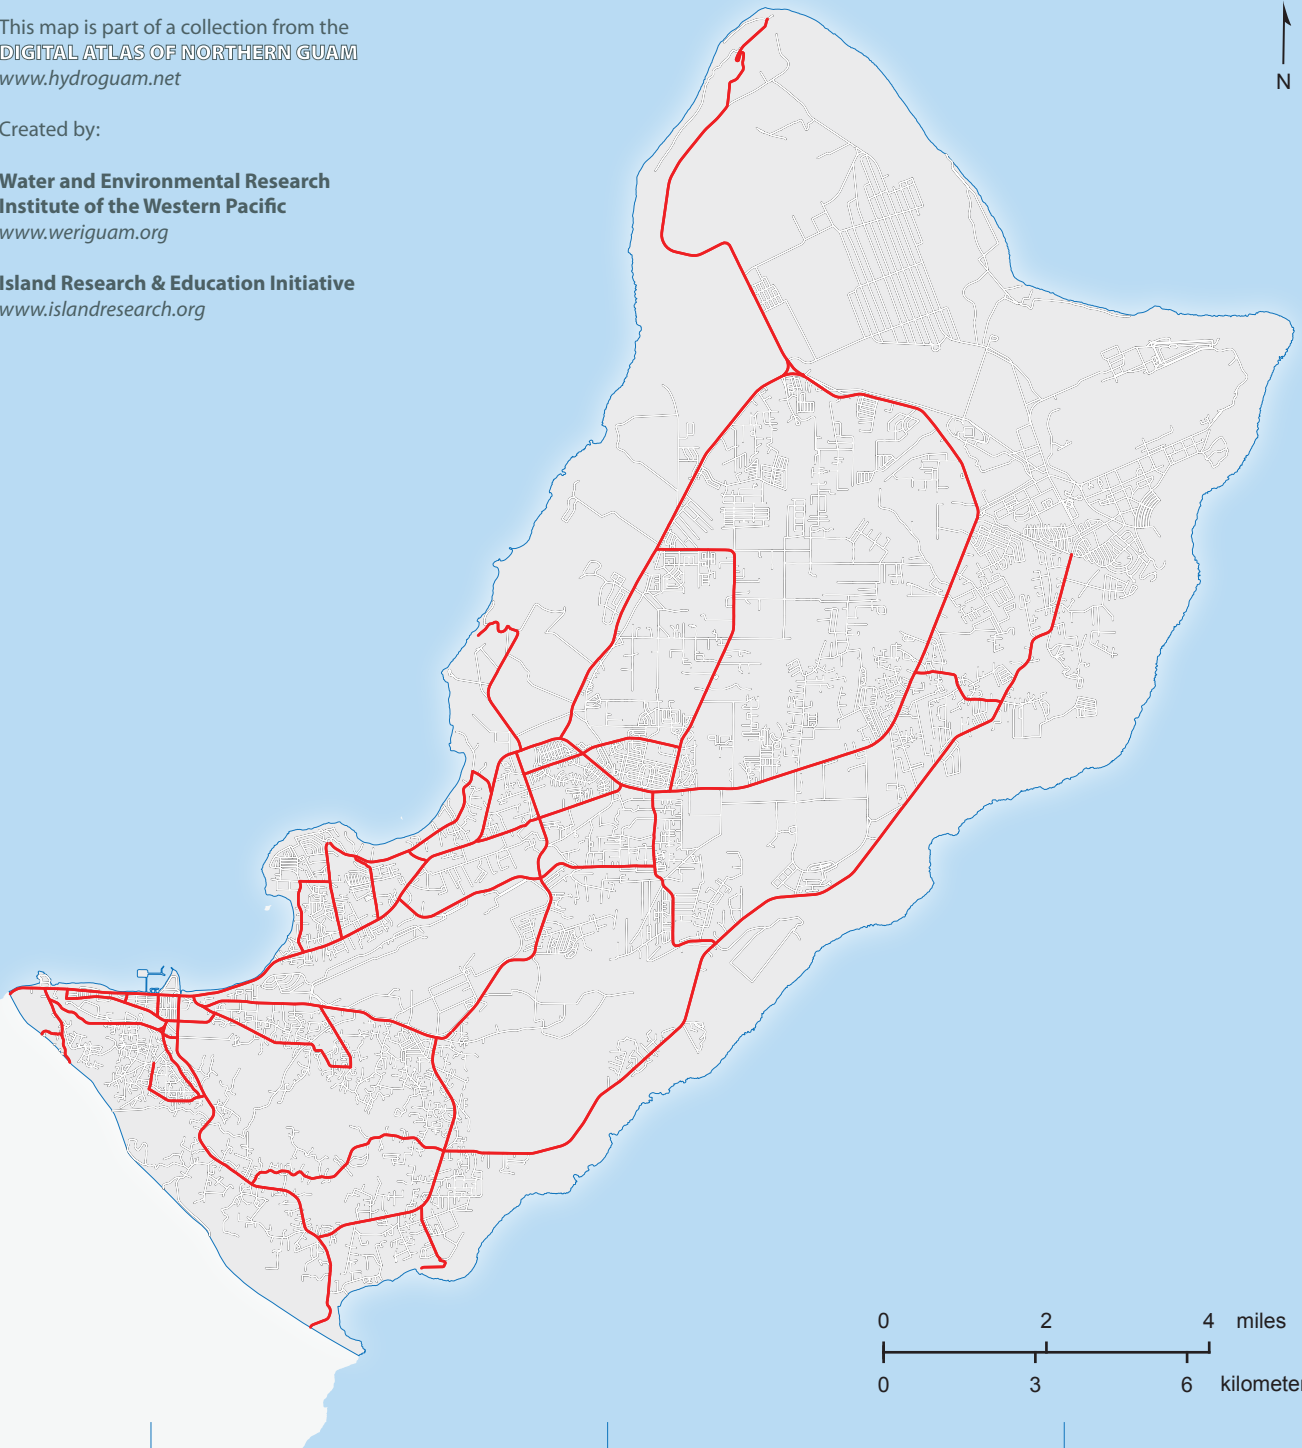 This map is part of a collection from the
DIGITAL ATLAS OF NORTHERN GUAM
www.hydroguam.net
Created by:
Water and Environmental Research
Institute of the Western Pacific
www.weriguam.org
Island Research & Education Initiative
www.islandresearch.org
N
0 2 4 miles
0 3 6 kilometer